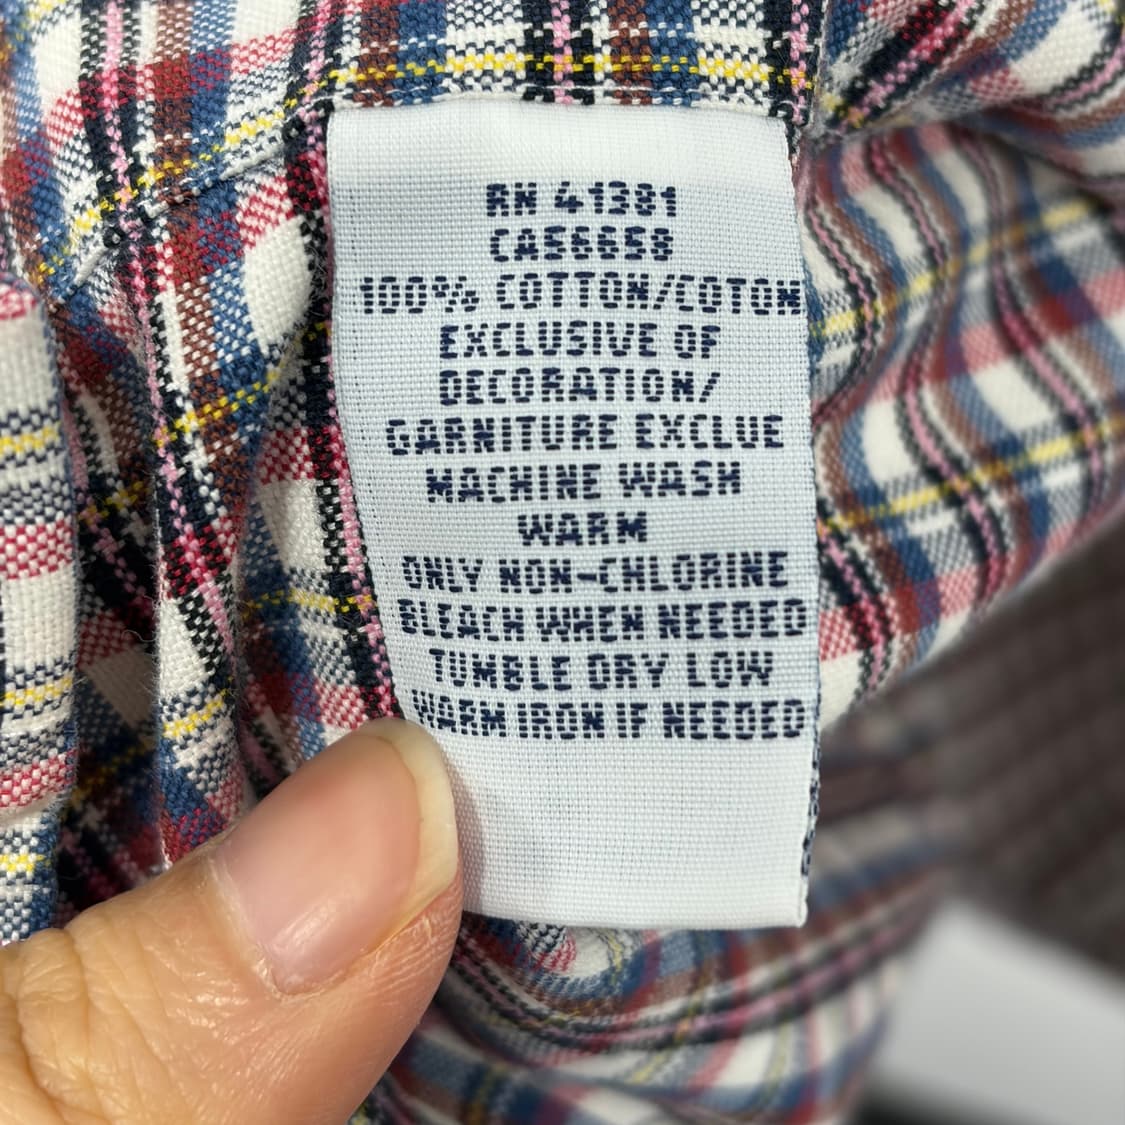 RN 41381
CA56658
100% COTTON/COTON
EXCLUSIVE OF
DECORATION/
GARNITURE EXCLUE
MACHINE WASH
WARM
ONLY NON-CHLORINE
BLEACH WHEN NEEDED
TUMBLE DRY LOW
WARM IRON IF NEEDED